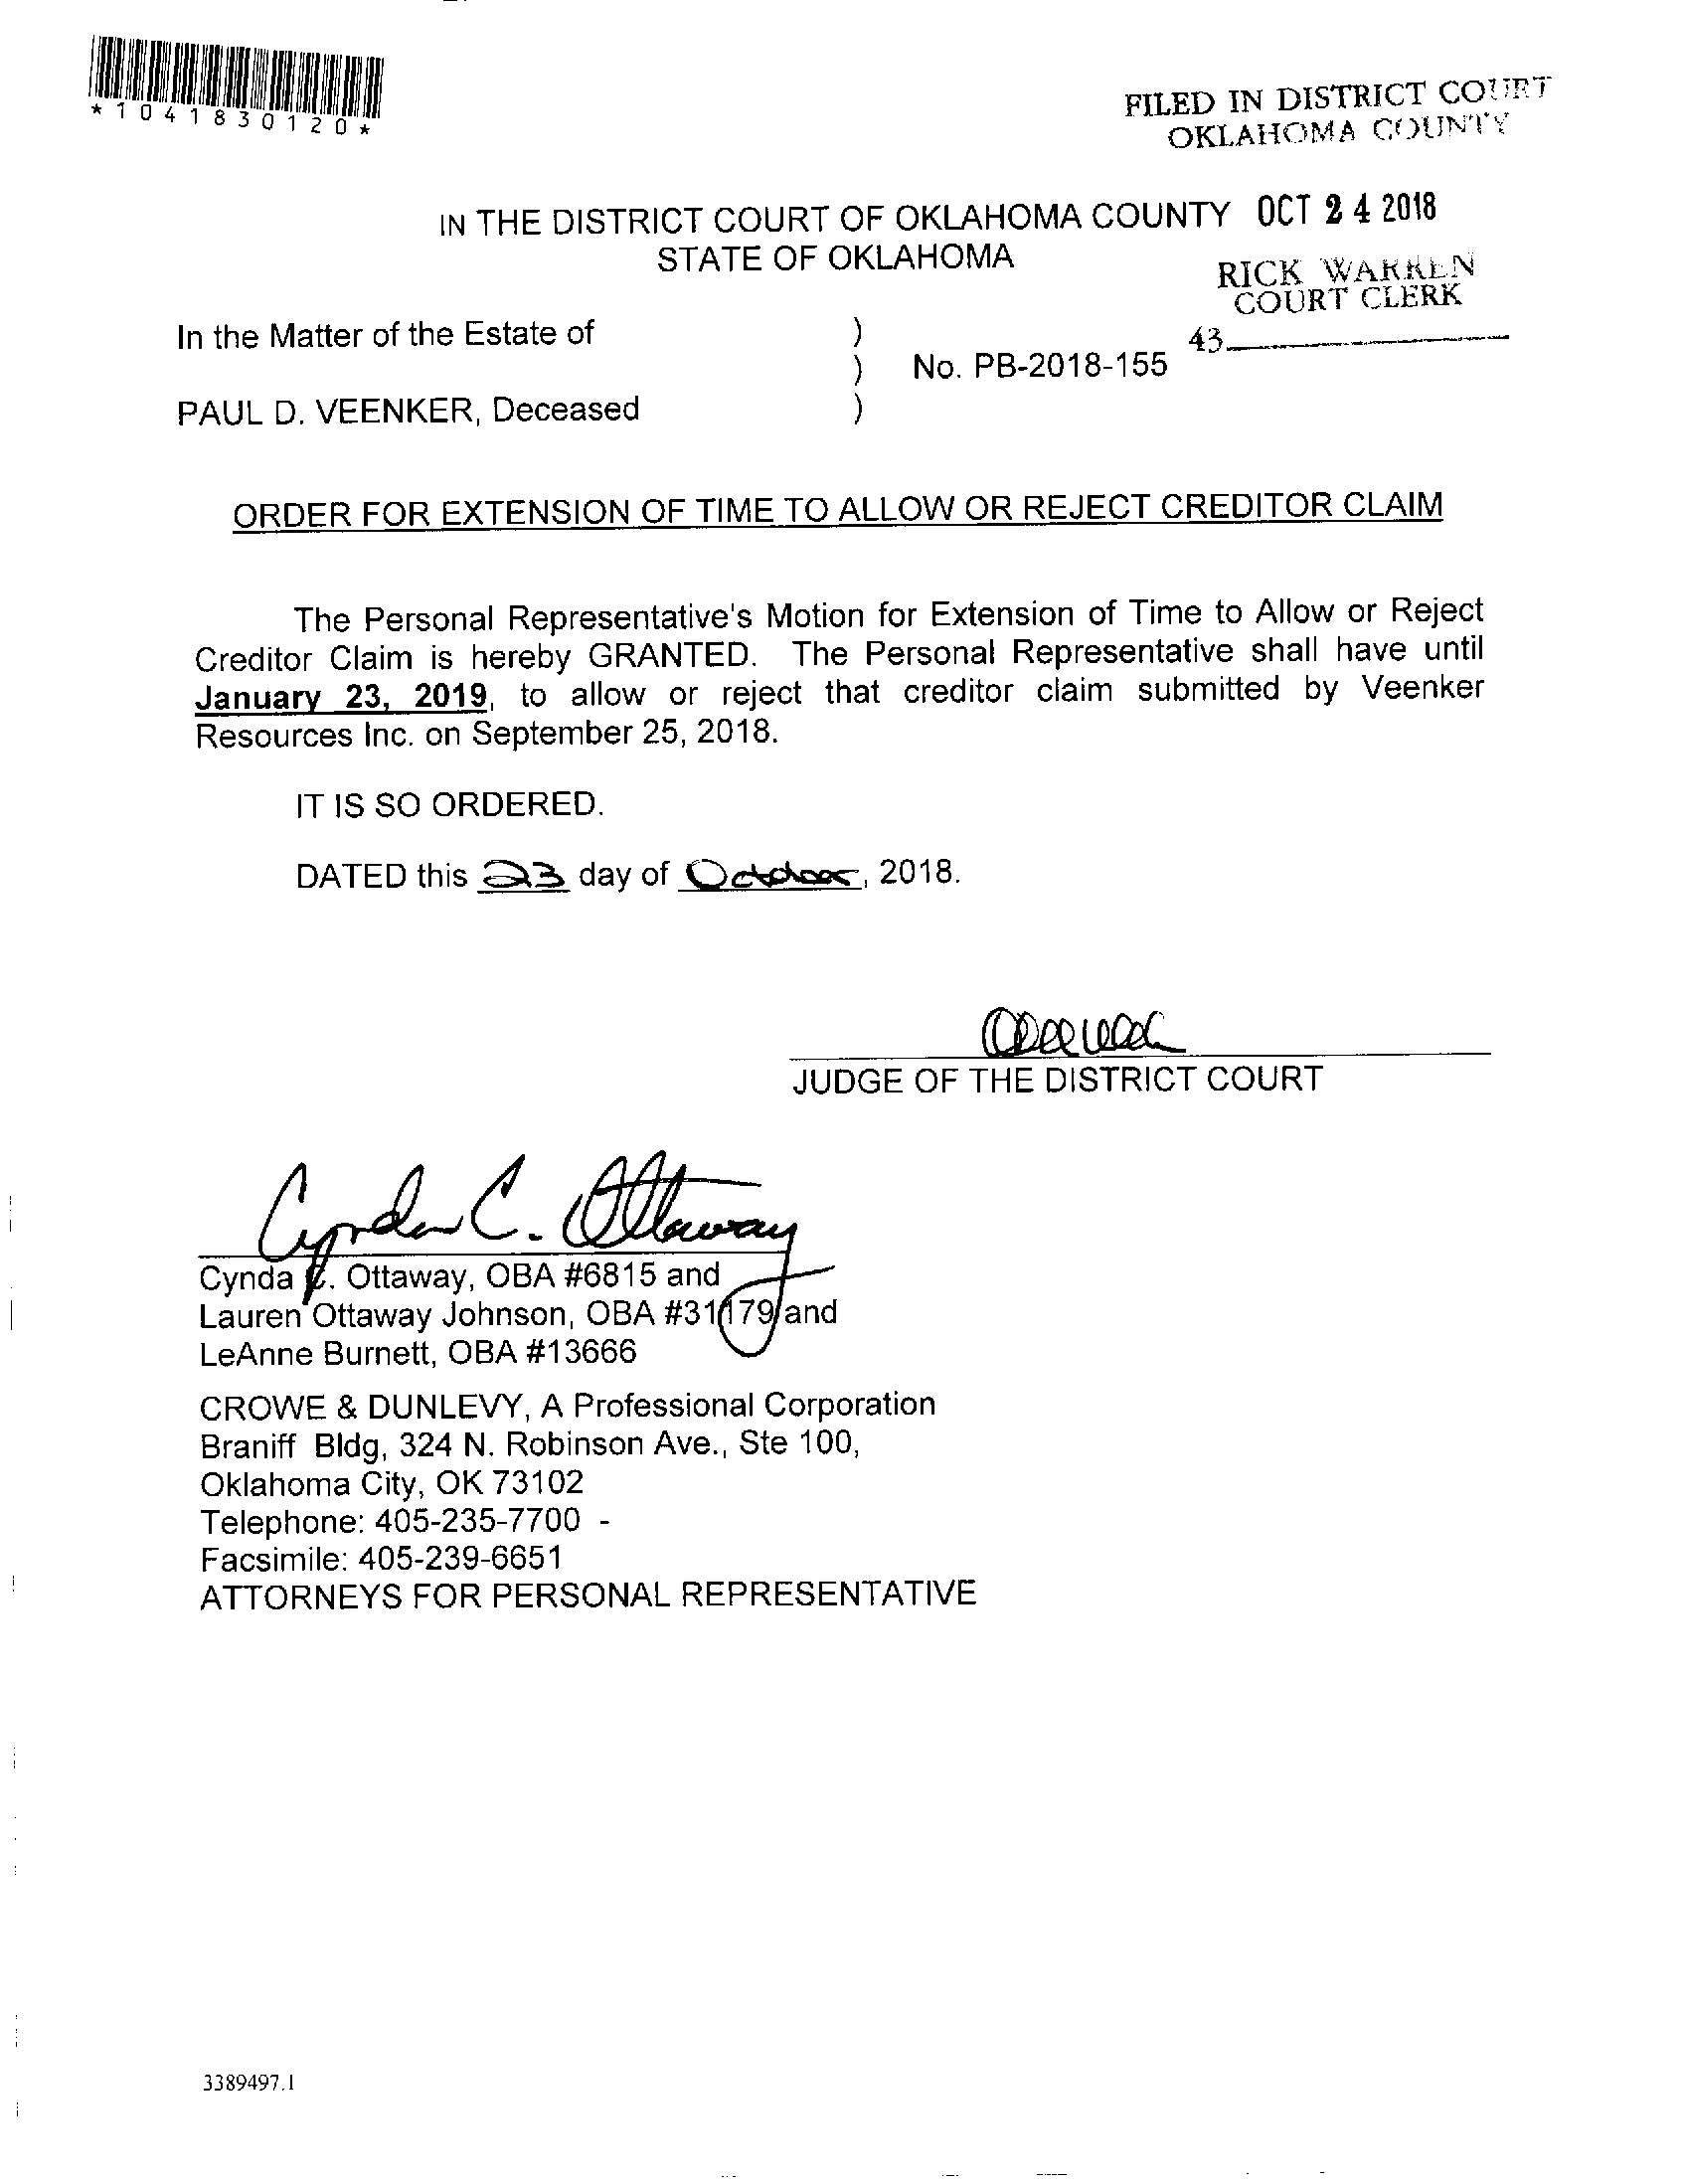 *1041830120*
FILED IN DISTRICT COURT
OKLAHOMA COUNTY
IN THE DISTRICT COURT OF OKLAHOMA COUNTY OCT 24 2018
STATE OF OKLAHOMA
RICK WARREN
COURT CLERK
43
In the Matter of the Estate of )
) No. PB-2018-155
PAUL D. VEENKER, Deceased )
ORDER FOR EXTENSION OF TIME TO ALLOW OR REJECT CREDITOR CLAIM
The Personal Representative's Motion for Extension of Time to Allow or Reject
Creditor Claim is hereby GRANTED. The Personal Representative shall have until
January 23, 2019, to allow or reject that creditor claim submitted by Veenker
Resources Inc. on September 25, 2018.
IT IS SO ORDERED.
DATED this 23 day of October, 2018.
JUDGE OF THE DISTRICT COURT
Cynda C. Ottaway
Cynda C. Ottaway, OBA #6815 and
Lauren Ottaway Johnson, OBA #31179 and
LeAnne Burnett, OBA #13666
CROWE & DUNLEVY, A Professional Corporation
Braniff Bldg, 324 N. Robinson Ave., Ste 100,
Oklahoma City, OK 73102
Telephone: 405-235-7700 -
Facsimile: 405-239-6651
ATTORNEYS FOR PERSONAL REPRESENTATIVE
3389497.1